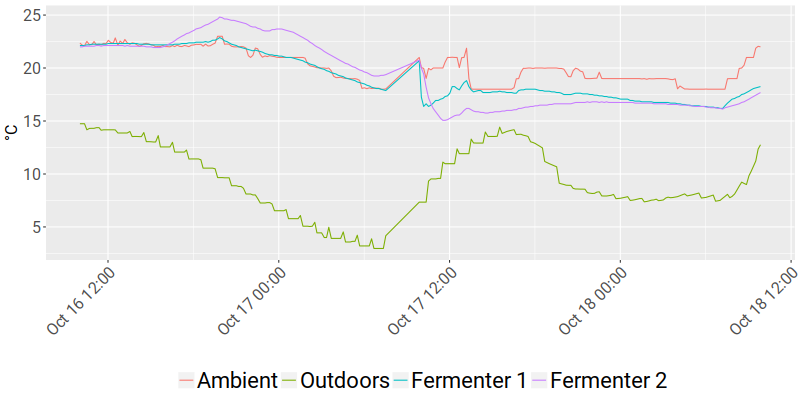 25
20
15
10
5
°C
Oct 16 12:00
Oct 17 00:00
Oct 17 12:00
Oct 18 00:00
Oct 18 12:00
Ambient Outdoors Fermenter 1 Fermenter 2